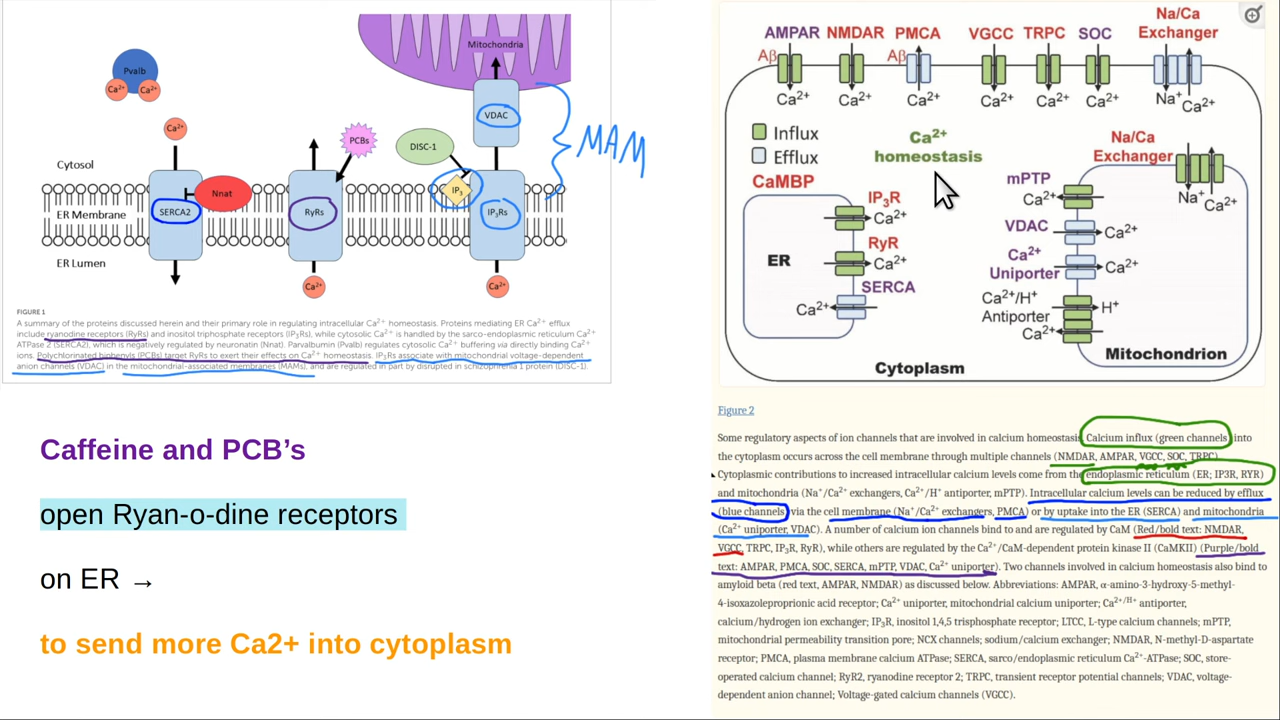 Mitochondria
Pvalb
Ca2+ Ca2+
VDAC
Ca2+
PCBs
DISC-1
MAM
Cytosol
Nnat
IP3
ER Membrane
SERCA2
RyRs
IP3Rs
ER Lumen
Ca2+
Ca2+
FIGURE 1
A summary of the proteins discussed herein and their primary role in regulating intracellular Ca2+ homeostasis. Proteins mediating ER Ca2+ efflux
include ryanodine receptors (RyRs) and inositol triphosphate receptors (IP3Rs), while cytosolic Ca2+ is handled by the sarco-endoplasmic reticulum Ca2+
ATPase 2 (SERCA2), which is negatively regulated by neuronatin (Nnat). Parvalbumin (Pvalb) regulates cytosolic Ca2+ buffering via directly binding Ca2+
ions. Polychlorinated biphenyls (PCBs) target RyRs to exert their effects on Ca2+ homeostasis. IP3Rs associate with mitochondrial voltage-dependent
anion channels (VDAC) in the mitochondrial-associated membranes (MAMs), and are regulated in part by disrupted in schizophrenia 1 protein (DISC-1).
Caffeine and PCB's
open Ryan-o-dine receptors
on ER →
to send more Ca2+ into cytoplasm
Na/Ca
AMPAR NMDAR PMCA VGCC TRPC SOC Exchanger
Aβ Aβ
Ca2+ Ca2+ Ca2+ Ca2+ Ca2+ Ca2+ Na+ Ca2+
Influx
Efflux
Ca2+
homeostasis
Na/Ca
Exchanger
CaMBP
mPTP
Ca2+
Na+ Ca2+
IP3R
Ca2+
VDAC
Ca2+
RyR
Ca2+
ER
Ca2+
Uniporter
Ca2+
SERCA
Ca2+
Ca2+/H+
Antiporter
H+
Ca2+
Mitochondrion
Cytoplasm
Figure 2
Some regulatory aspects of ion channels that are involved in calcium homeostasis. Calcium influx (green channels) into
the cytoplasm occurs across the cell membrane through multiple channels (NMDAR, AMPAR, VGCC, SOC, TRPC).
Cytoplasmic contributions to increased intracellular calcium levels come from the endoplasmic reticulum (ER; IP3R, RYR)
and mitochondria (Na+/Ca2+ exchangers, Ca2+/H+ antiporter, mPTP). Intracellular calcium levels can be reduced by efflux
(blue channels) via the cell membrane (Na+/Ca2+ exchangers, PMCA) or by uptake into the ER (SERCA) and mitochondria
(Ca2+ uniporter, VDAC). A number of calcium ion channels bind to and are regulated by CaM (Red/bold text: NMDAR,
VGCC, TRPC, IP3R, RyR), while others are regulated by the Ca2+/CaM-dependent protein kinase II (CaMKII) (Purple/bold
text: AMPAR, PMCA, SOC, SERCA, mPTP, VDAC, Ca2+ uniporter). Two channels involved in calcium homeostasis also bind to
amyloid beta (red text, AMPAR, NMDAR) as discussed below. Abbreviations: AMPAR, α-amino-3-hydroxy-5-methyl-
4-isoxazoleproprionic acid receptor; Ca2+ uniporter, mitochondrial calcium uniporter; Ca2+/H+ antiporter,
calcium/hydrogen ion exchanger; IP3R, inositol 1,4,5 trisphosphate receptor; LTCC, L-type calcium channels; mPTP,
mitochondrial permeability transition pore; NCX channels; sodium/calcium exchanger; NMDAR, N-methyl-D-aspartate
receptor; PMCA, plasma membrane calcium ATPase; SERCA, sarco/endoplasmic reticulum Ca2+-ATPase; SOC, store-
operated calcium channel; RyR2, ryanodine receptor 2; TRPC, transient receptor potential channels; VDAC, voltage-
dependent anion channel; Voltage-gated calcium channels (VGCC).